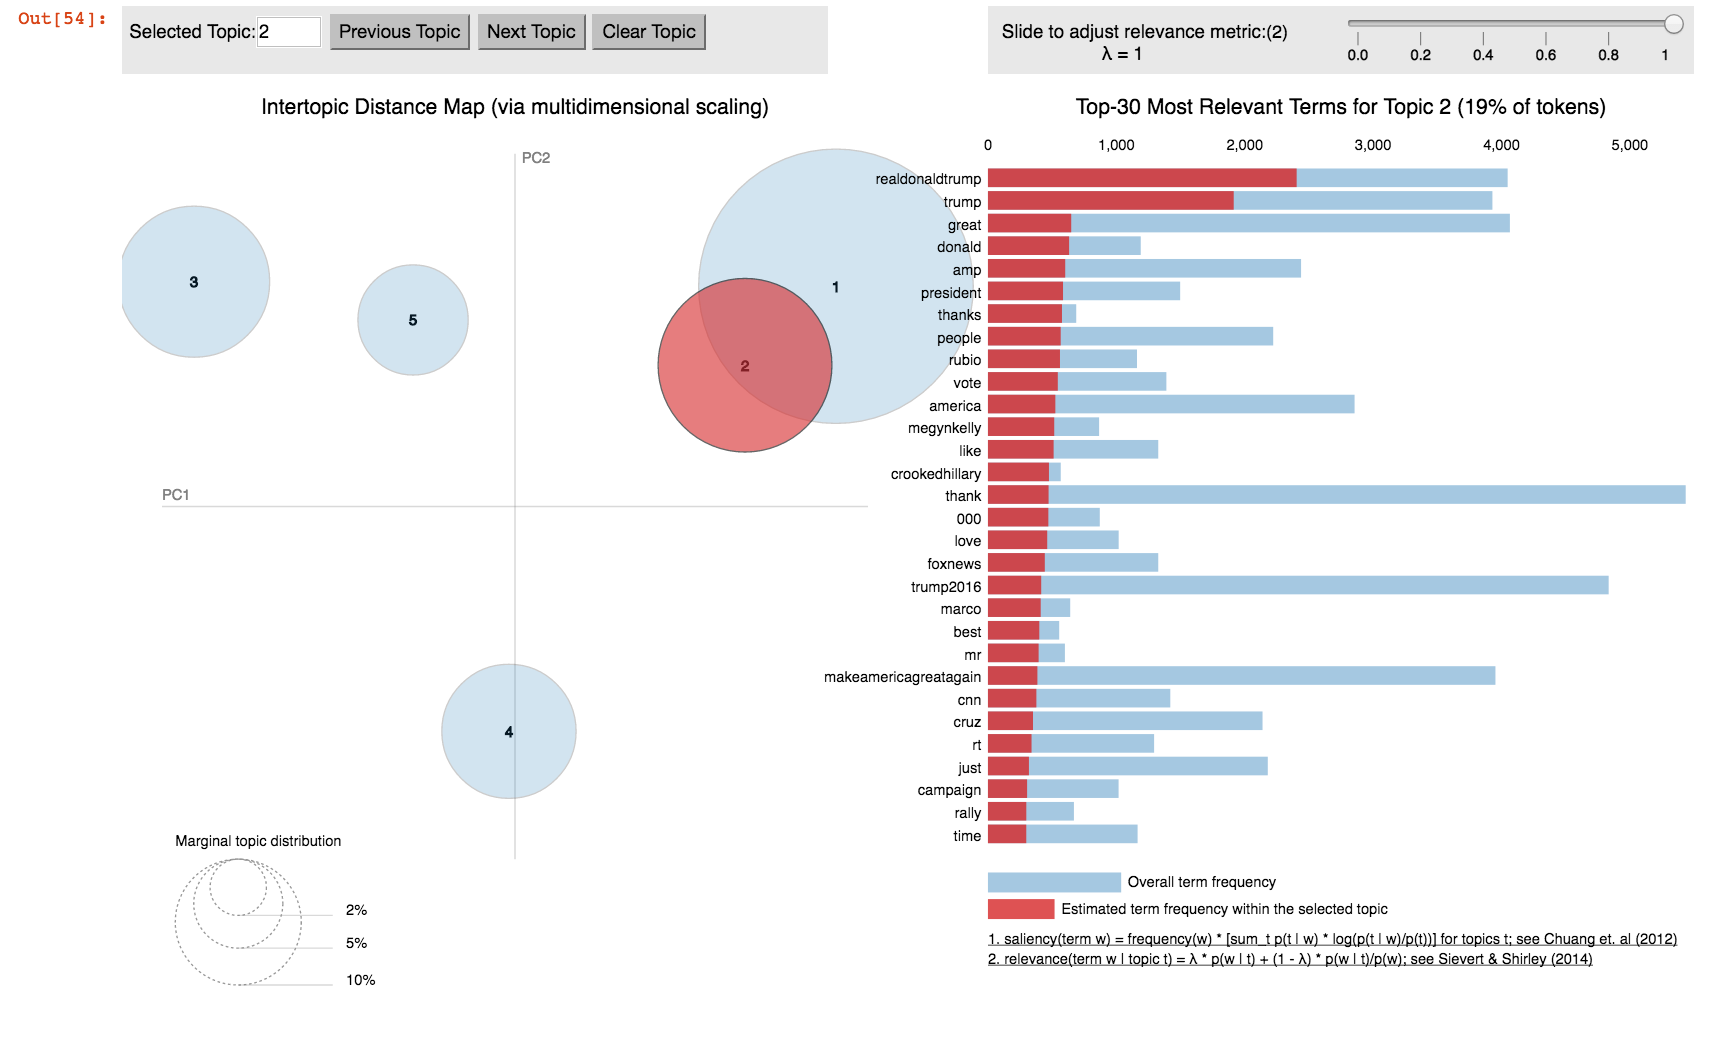 Out[54]:
Selected Topic: 2 Previous Topic Next Topic Clear Topic
Slide to adjust relevance metric:(2)
λ = 1
0.0 0.2 0.4 0.6 0.8 1
Intertopic Distance Map (via multidimensional scaling)
PC2
PC1
3
5
1
2
4
Marginal topic distribution
2%
5%
10%
Top-30 Most Relevant Terms for Topic 2 (19% of tokens)
0 1,000 2,000 3,000 4,000 5,000
realdonaldtrump
trump
great
donald
amp
president
thanks
people
rubio
vote
america
megynkelly
like
crookedhillary
thank
000
love
foxnews
trump2016
marco
best
mr
makeamericagreatagain
cnn
cruz
rt
just
campaign
rally
time
Overall term frequency
Estimated term frequency within the selected topic
1. saliency(term w) = frequency(w) * [sum_t p(t | w) * log(p(t | w)/p(t))] for topics t; see Chuang et. al (2012)
2. relevance(term w | topic t) = λ * p(w | t) + (1 - λ) * p(w | t)/p(w); see Sievert & Shirley (2014)